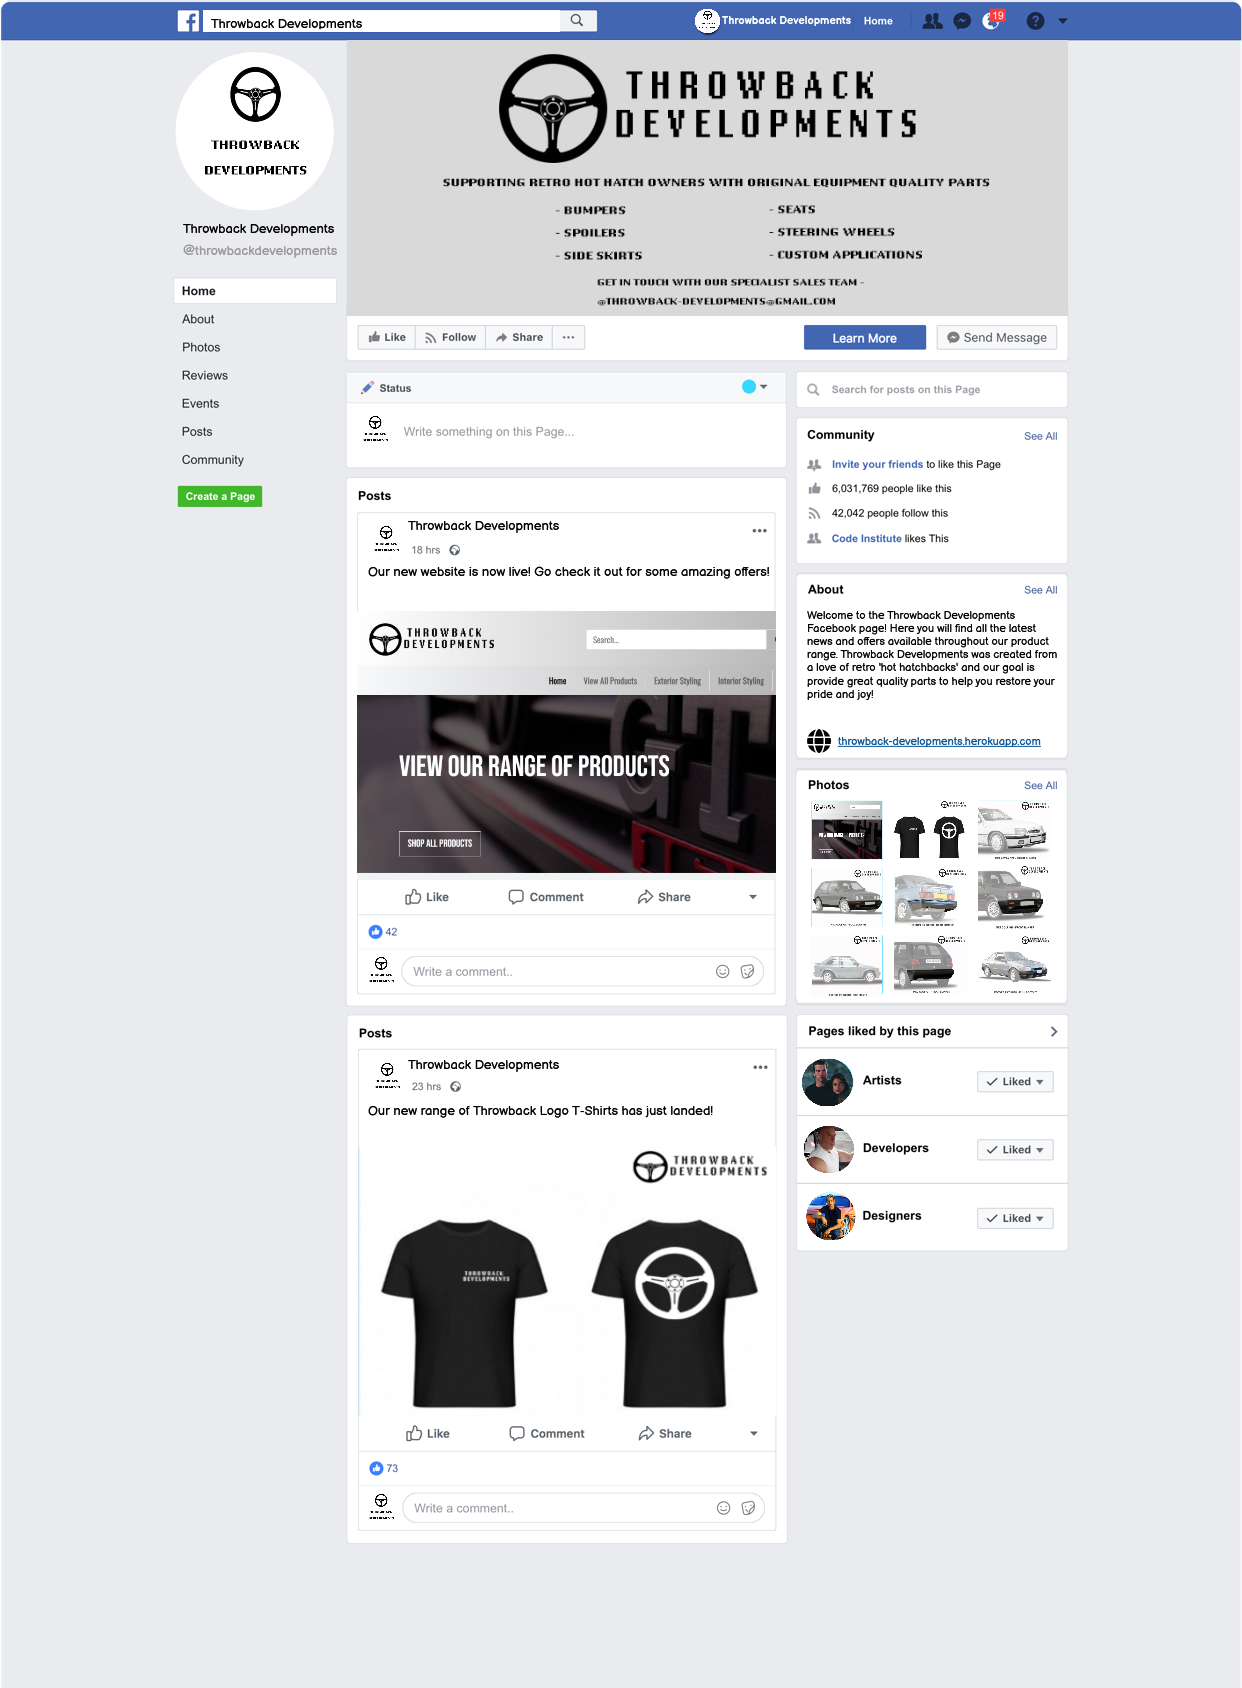 Throwback Developments
Throwback Developments
Home
19
THROWBACK
DEVELOPMENTS
Throwback Developments
@throwbackdevelopments
Home
About
Photos
Reviews
Events
Posts
Community
Create a Page
THROWBACK
DEVELOPMENTS
SUPPORTING RETRO HOT HATCH OWNERS WITH ORIGINAL EQUIPMENT QUALITY PARTS
- BUMPERS
- SPOILERS
- SIDE SKIRTS
- SEATS
- STEERING WHEELS
- CUSTOM APPLICATIONS
GET IN TOUCH WITH OUR SPECIALIST SALES TEAM -
@THROWBACK-DEVELOPMENTS@GMAIL.COM
Like
Follow
Share
Learn More
Send Message
Status
Write something on this Page...
Posts
Throwback Developments
18 hrs
Our new website is now live! Go check it out for some amazing offers!
THROWBACK
DEVELOPMENTS
Search...
Home
View All Products
Exterior Styling
Interior Styling
VIEW OUR RANGE OF PRODUCTS
SHOP ALL PRODUCTS
Like
Comment
Share
42
Write a comment..
Posts
Throwback Developments
23 hrs
Our new range of Throwback Logo T-Shirts has just landed!
THROWBACK
DEVELOPMENTS
THROWBACK
DEVELOPMENTS
Like
Comment
Share
73
Write a comment..
Search for posts on this Page
Community
See All
Invite your friends to like this Page
6,031,769 people like this
42,042 people follow this
Code Institute likes This
About
See All
Welcome to the Throwback Developments
Facebook page! Here you will find all the latest
news and offers available throughout our product
range. Throwback Developments was created from
a love of retro 'hot hatchbacks' and our goal is
provide great quality parts to help you restore your
pride and joy!
throwback-developments.herokuapp.com
Photos
See All
Pages liked by this page
Artists
Liked
Developers
Liked
Designers
Liked